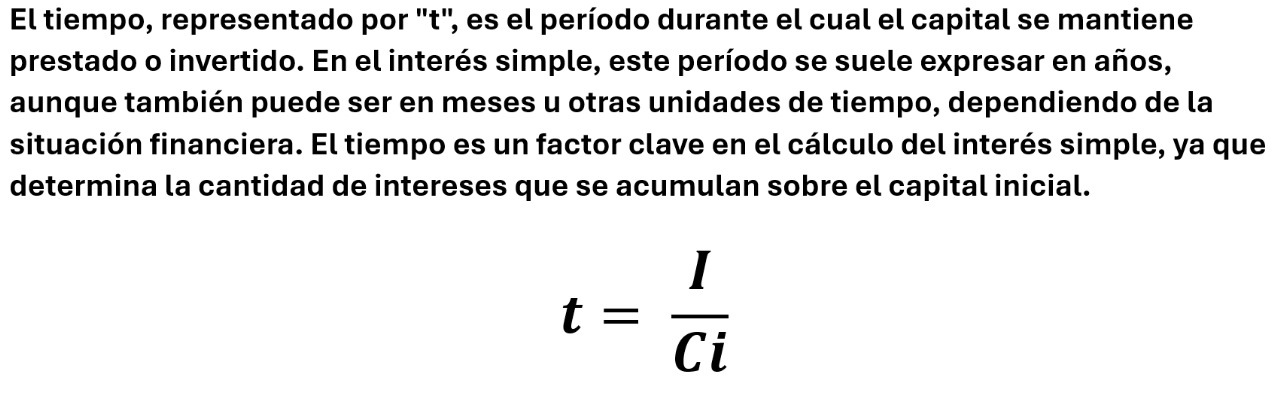 El tiempo, representado por "t", es el período durante el cual el capital se mantiene
prestado o invertido. En el interés simple, este período se suele expresar en años,
aunque también puede ser en meses u otras unidades de tiempo, dependiendo de la
situación financiera. El tiempo es un factor clave en el cálculo del interés simple, ya que
determina la cantidad de intereses que se acumulan sobre el capital inicial.
t = I / Ci